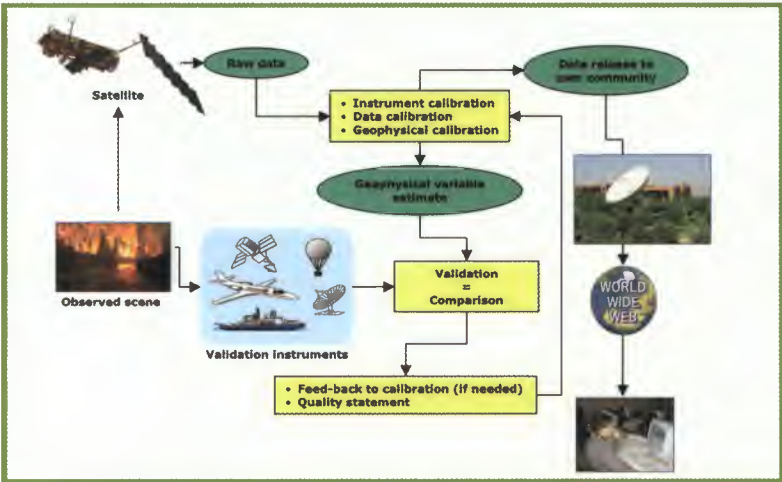 Raw data
Data release to
user community
Satellite
• Instrument calibration
• Data calibration
• Geophysical calibration
Geophysical variable
estimate
Observed scene
Validation instruments
Validation
=
Comparison
WORLD
WIDE
WEB
• Feed-back to calibration (if needed)
• Quality statement